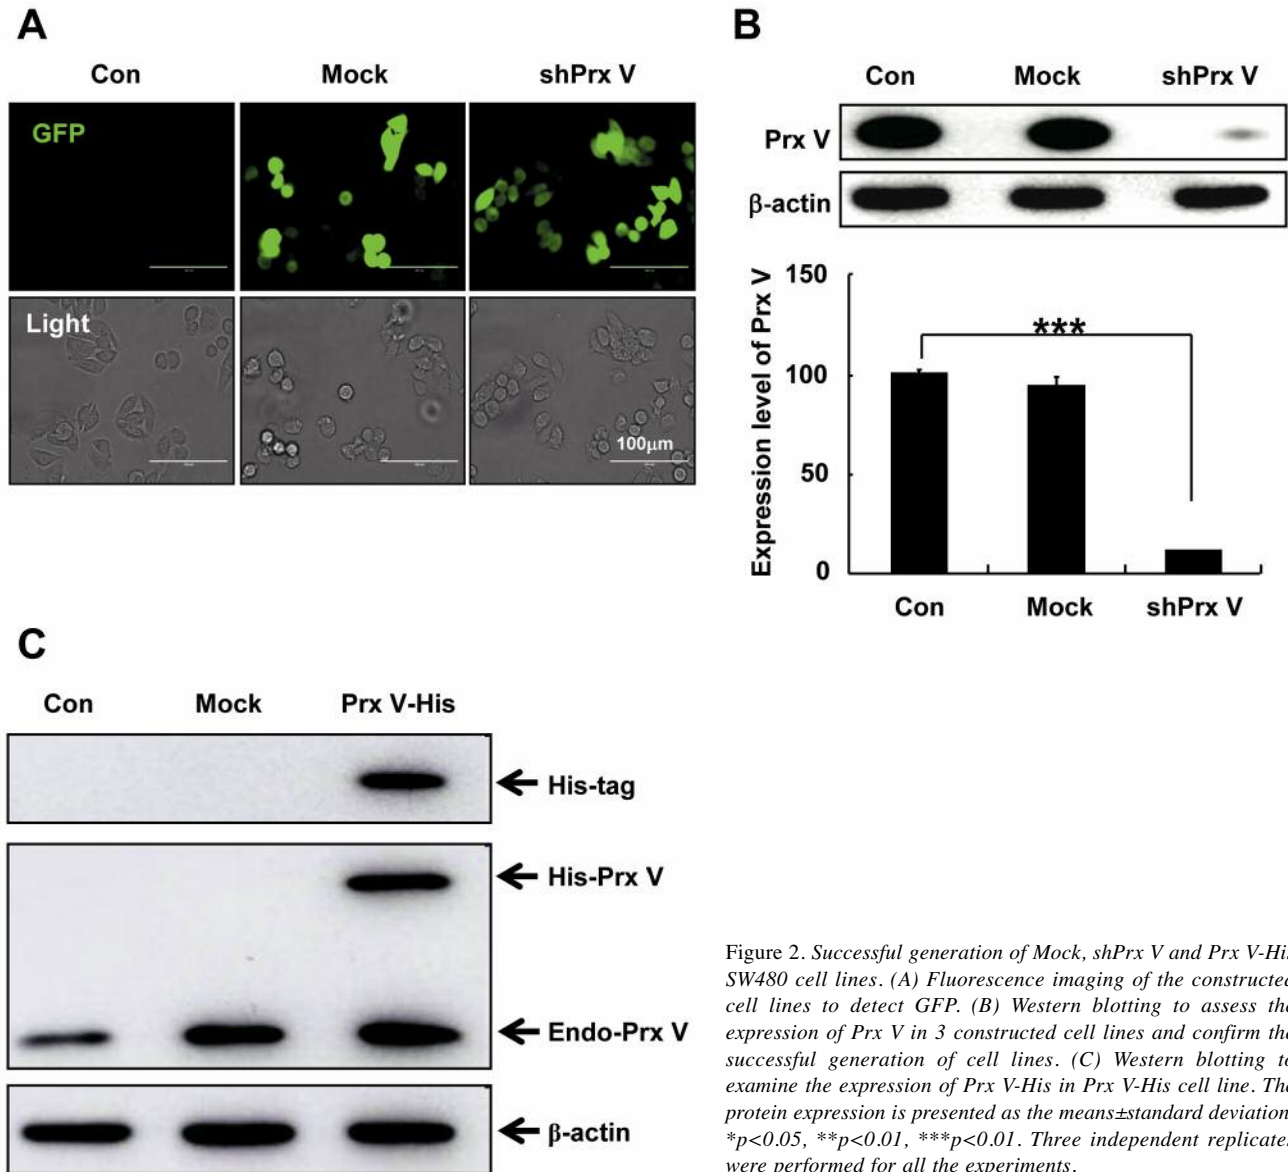 A
Con Mock shPrx V
GFP
Light
100μm
B
Con Mock shPrx V
Prx V
β-actin
Expression level of Prx V
150
100
50
0
***
Con Mock shPrx V
C
Con Mock Prx V-His
His-tag
His-Prx V
Endo-Prx V
β-actin
Figure 2. Successful generation of Mock, shPrx V and Prx V-His
SW480 cell lines. (A) Fluorescence imaging of the constructed
cell lines to detect GFP. (B) Western blotting to assess the
expression of Prx V in 3 constructed cell lines and confirm the
successful generation of cell lines. (C) Western blotting to
examine the expression of Prx V-His in Prx V-His cell line. The
protein expression is presented as the means±standard deviation.
*p<0.05, **p<0.01, ***p<0.01. Three independent replicates
were performed for all the experiments.